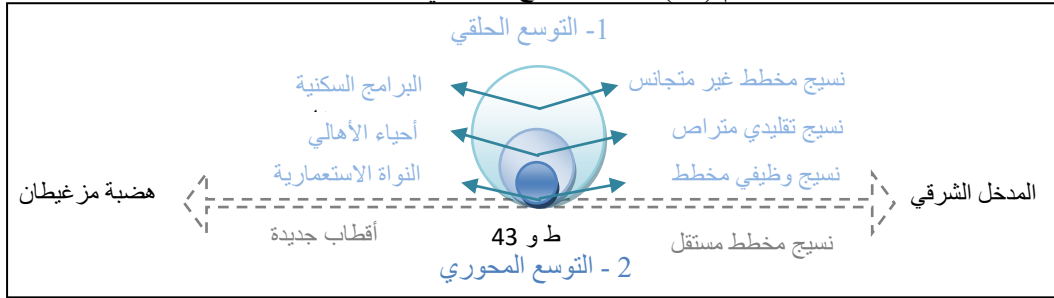 1- التوسع الحلقي
نسيج مخطط غير متجانس
البرامج السكنية
نسيج تقليدي متراص
أحياء الأهالي
نسيج وظيفي مخطط
النواة الاستعمارية
المدخل الشرقي
هضبة مزغيطان
ط و 43
نسيج مخطط مستقل
أقطاب جديدة
2 - التوسع المحوري